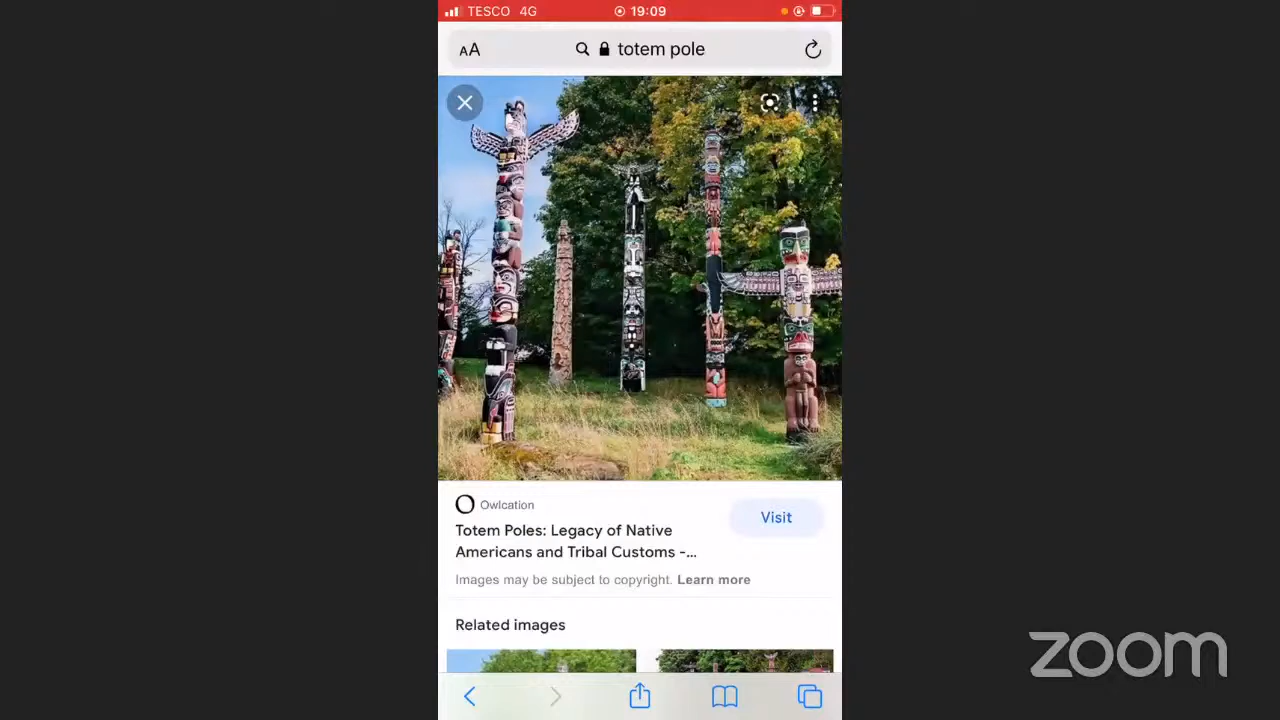 TESCO 4G 19:09
AA totem pole
Owlcation
Totem Poles: Legacy of Native
Americans and Tribal Customs -...
Visit
Images may be subject to copyright. Learn more
Related images
zoom